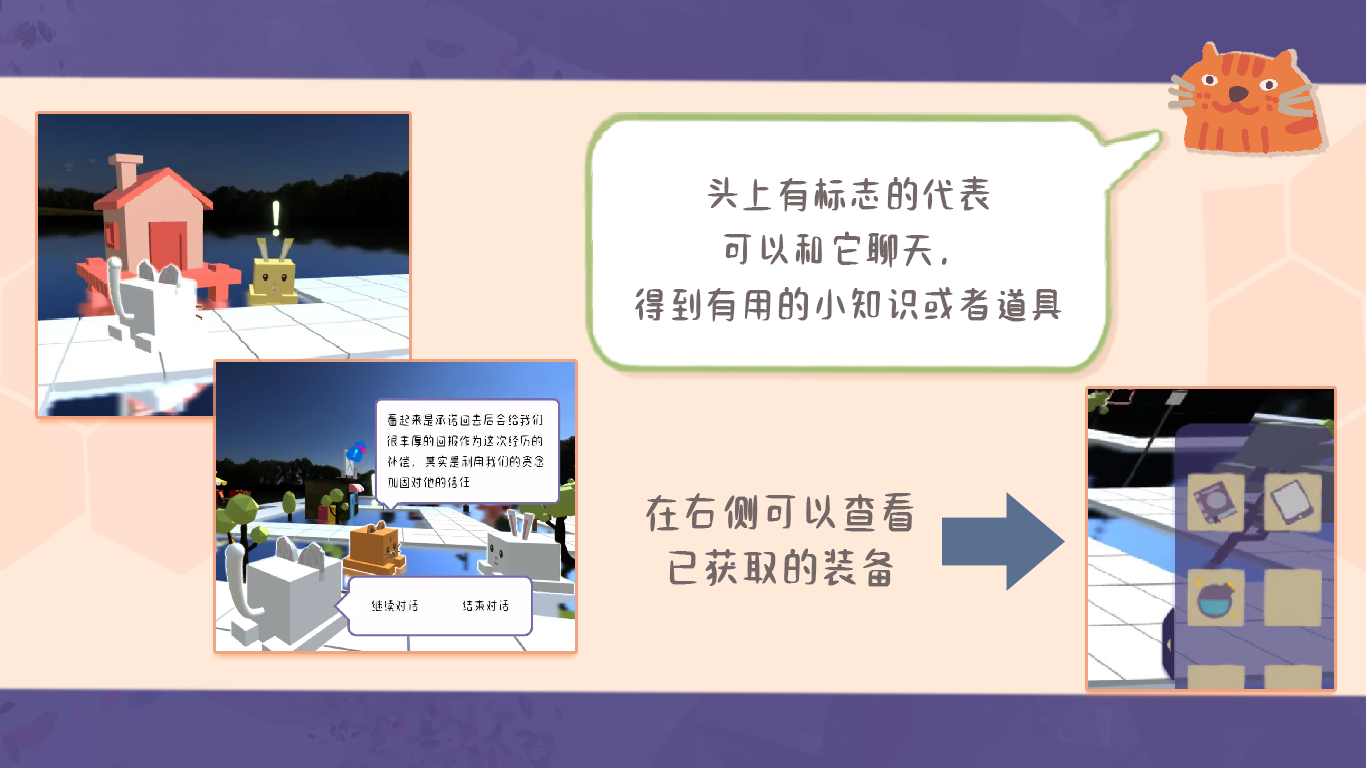 头上有标志的代表
可以和它聊天，
得到有用的小知识或者道具
看起来是承诺回去后会给我们
很丰厚的回报作为这次经历的
补偿，其实是利用我们的贪念
巩固对他的信任
继续对话 结束对话
在右侧可以查看
已获取的装备